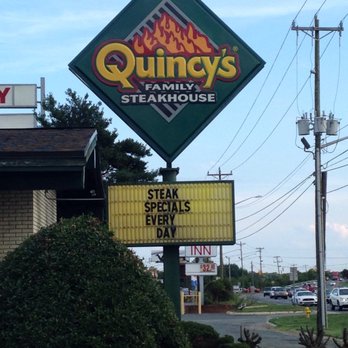 Quincy's
FAMILY
STEAKHOUSE
STEAK
SPECIALS
EVERY
DAY
INN